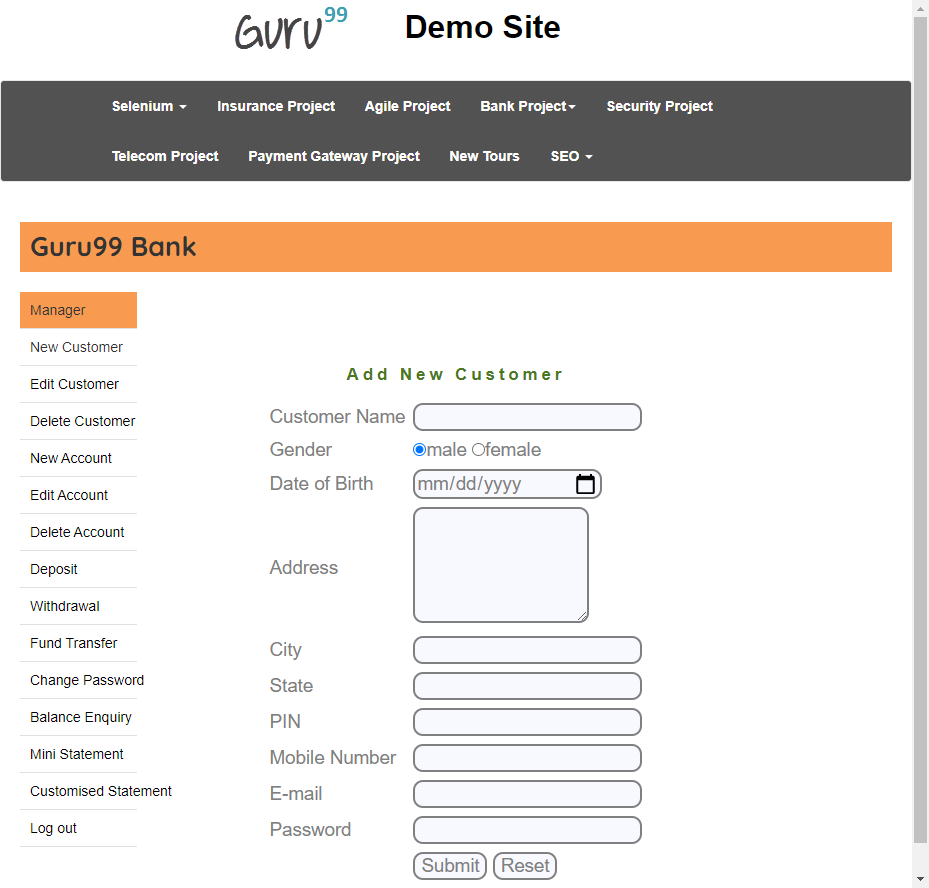 Guru99 Demo Site
Selenium Insurance Project Agile Project Bank Project Security Project
Telecom Project Payment Gateway Project New Tours SEO
Guru99 Bank
Manager
New Customer
Edit Customer
Delete Customer
New Account
Edit Account
Delete Account
Deposit
Withdrawal
Fund Transfer
Change Password
Balance Enquiry
Mini Statement
Customised Statement
Log out
Add New Customer
Customer Name
Gender male female
Date of Birth mm/dd/yyyy
Address
City
State
PIN
Mobile Number
E-mail
Password
Submit Reset